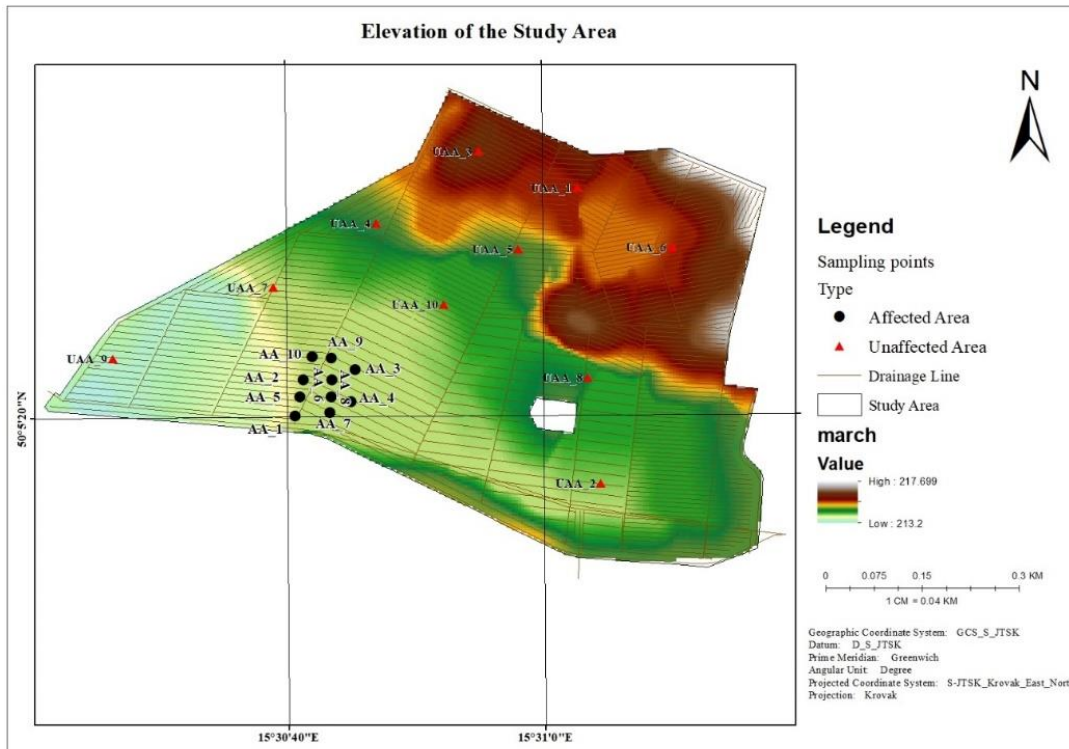 Elevation of the Study Area
N
UAA_3
UAA_1
UAA_4
UAA_5
UAA_6
UAA_7
UAA_10
UAA_9
AA_10
AA_9
AA_3
UAA_8
AA_2
AA_6
AA_8
AA_5
AA_4
AA_1
AA_7
UAA_2
50°5'20"N
15°30'40"E
15°31'0"E
Legend
Sampling points
Type
Affected Area
Unaffected Area
Drainage Line
Study Area
march
Value
High : 217.699
Low : 213.2
0 0.075 0.15 0.3 KM
1 CM = 0.04 KM
Geographic Coordinate System: GCS_S_JTSK
Datum: D_S_JTSK
Prime Meridian: Greenwich
Angular Unit: Degree
Projected Coordinate System: S-JTSK_Krovak_East_Nort
Projection: Krovak